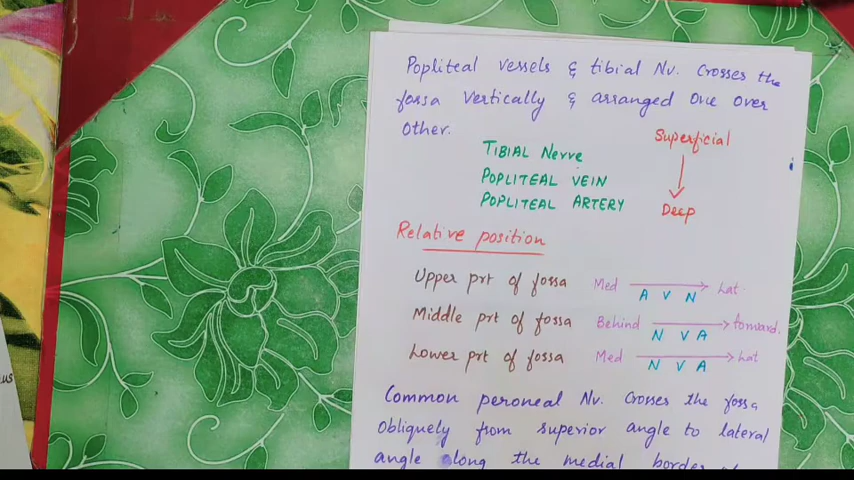 Popliteal vessels & tibial Nv. Crosses the
fossa vertically & arranged One over
Other.
TIBIAL Nerve
POPLITEAL VEIN
POPLITEAL ARTERY
Superficial
Deep
Relative position
Upper prt of fossa Med → Lat.
A V N
Middle prt of fossa Behind → forward.
N V A
Lower prt of fossa Med → Lat
N V A
Common peroneal Nv. Crosses the fossa
obliquely from superior angle to lateral
angle along the medial border
us